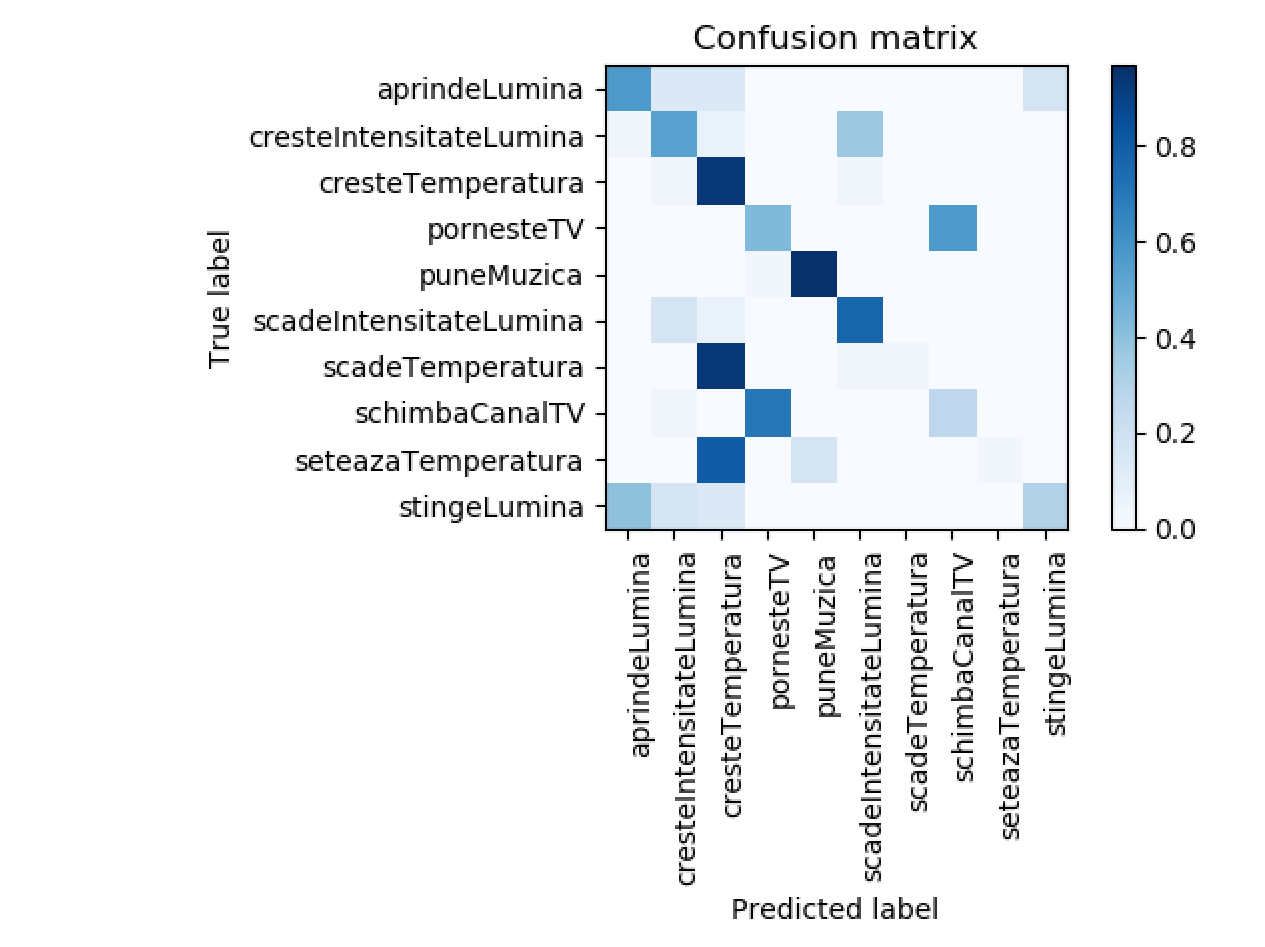 Confusion matrix
True label
aprindeLumina
cresteIntensitateLumina
cresteTemperatura
pornesteTV
puneMuzica
scadeIntensitateLumina
scadeTemperatura
schimbaCanalTV
seteazaTemperatura
stingeLumina
aprindeLumina
cresteIntensitateLumina
cresteTemperatura
pornesteTV
puneMuzica
scadeIntensitateLumina
scadeTemperatura
schimbaCanalTV
seteazaTemperatura
stingeLumina
Predicted label
0.8
0.6
0.4
0.2
0.0